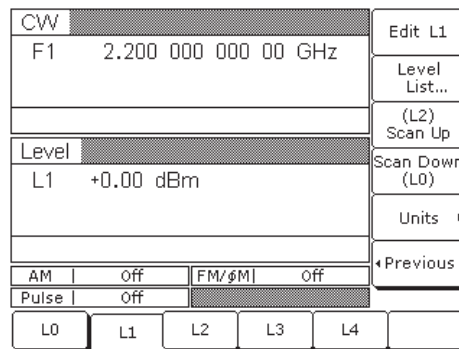 CW
F1 2.200 000 000 00 GHz
Level
L1 +0.00 dBm
AM Off FM/ϕM Off
Pulse Off
L0 L1 L2 L3 L4
Edit L1
Level
List...
(L2)
Scan Up
Scan Down
(L0)
Units
Previous